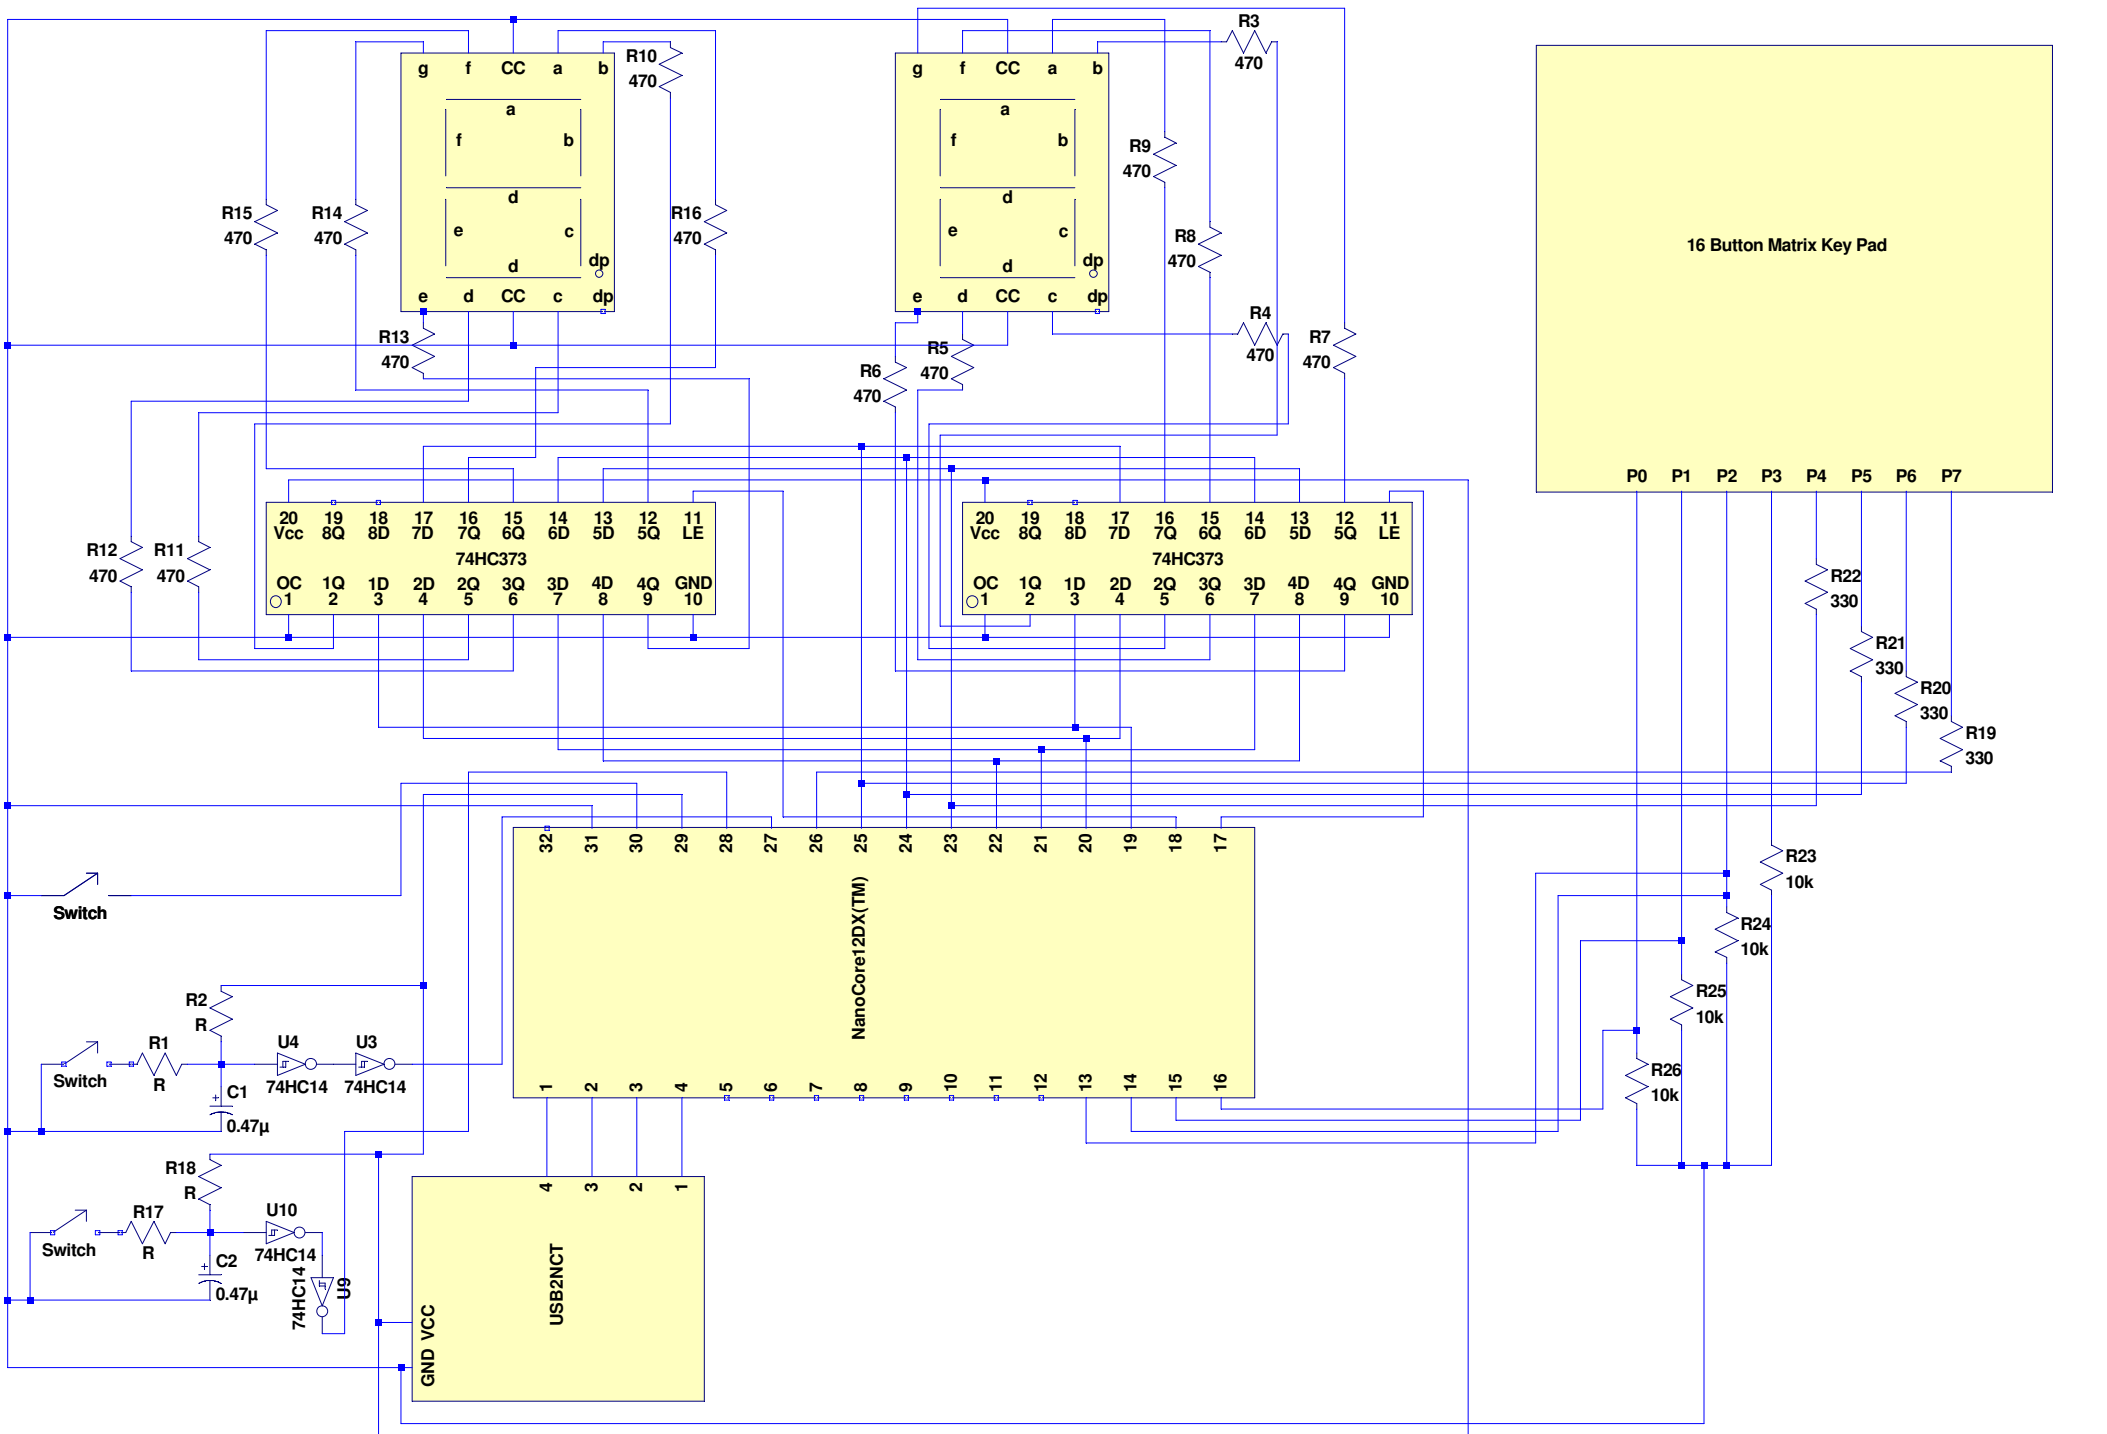 R3
470
g f CC a b
R10
470
g f CC a b
a
f b
d
e c
d
dp
e d CC c dp
a
f b
d
e c
d
dp
e d CC c dp
R9
470
R15
470
R14
470
R16
470
R8
470
16 Button Matrix Key Pad
R13
470
R5
470
R6
470
R4
470
R7
470
P0 P1 P2 P3 P4 P5 P6 P7
20 19 18 17 16 15 14 13 12 11
Vcc 8Q 8D 7D 7Q 6Q 6D 5D 5Q LE
74HC373
OC 1Q 1D 2D 2Q 3Q 3D 4D 4Q GND
1 2 3 4 5 6 7 8 9 10
20 19 18 17 16 15 14 13 12 11
Vcc 8Q 8D 7D 7Q 6Q 6D 5D 5Q LE
74HC373
OC 1Q 1D 2D 2Q 3Q 3D 4D 4Q GND
1 2 3 4 5 6 7 8 9 10
R12
470
R11
470
R22
330
R21
330
R20
330
R19
330
32 31 30 29 28 27 26 25 24 23 22 21 20 19 18 17
NanoCore12DX(TM)
1 2 3 4 5 6 7 8 9 10 11 12 13 14 15 16
R23
10k
R24
10k
R25
10k
R26
10k
Switch
R2
R
Switch
R1
R
U4
74HC14
U3
74HC14
C1
+
0.47µ
R18
R
Switch
R17
R
U10
74HC14
C2
+
0.47µ
74HC14
U9
4 3 2 1
USB2NCT
VCC
GND